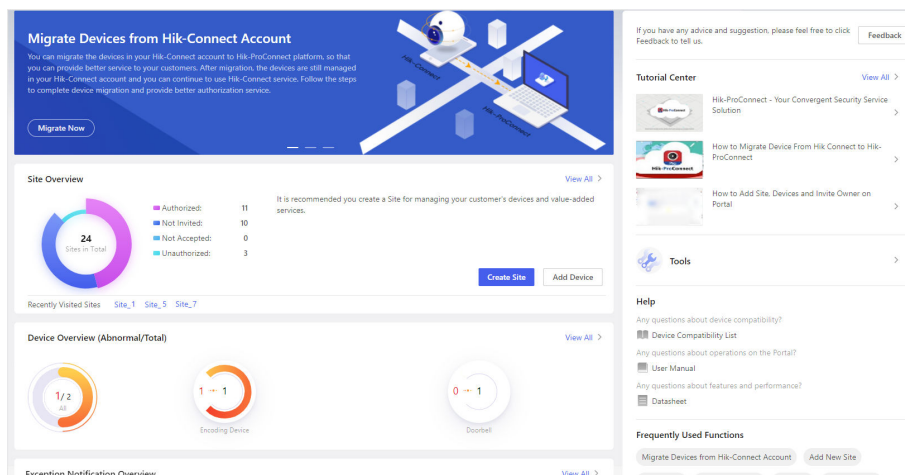 Migrate Devices from Hik-Connect Account
You can migrate the devices in your Hik-Connect account to Hik-ProConnect platform, so that
you can provide better service to your customers. After migration, the devices are still managed
in your Hik-Connect account and you can continue to use Hik-Connect service. Follow the steps
to complete device migration and provide better authorization service.
Migrate Now
Hik-Connect
Hik-ProConnect
Site Overview
View All >
24
Sites in Total
Authorized: 11
Not Invited: 10
Not Accepted: 0
Unauthorized: 3
It is recommended you create a Site for managing your customer's devices and value-added
services.
Create Site
Add Device
Recently Visited Sites Site_1 Site_5 Site_7
Device Overview (Abnormal/Total)
View All >
1/ 2
All
1 1
Encoding Device
0 1
Doorbell
Exception Notification Overview
View All >
If you have any advice and suggestion, please feel free to click
Feedback to tell us.
Feedback
Tutorial Center
View All >
Hik-ProConnect - Your Convergent Security Service
Solution
How to Migrate Device From Hik Connect to Hik-
ProConnect
Hik-ProConnect
How to Add Site, Devices and Invite Owner on
Portal
Tools
Help
Any questions about device compatibility?
Device Compatibility List
Any questions about operations on the Portal?
User Manual
Any questions about features and performance?
Datasheet
Frequently Used Functions
Migrate Devices from Hik-Connect Account
Add New Site